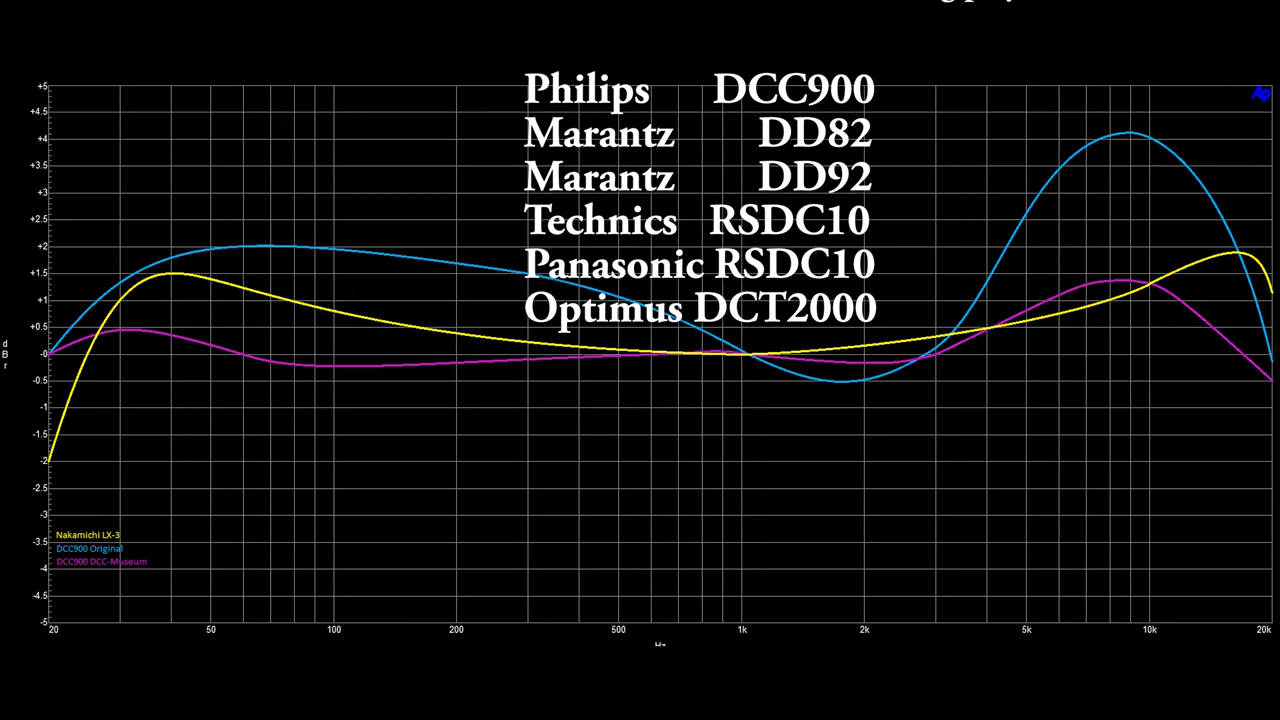 Philips DCC900
Marantz DD82
Marantz DD92
Technics RSDC10
Panasonic RSDC10
Optimus DCT2000
Ap
+5
+4.5
+4
+3.5
+3
+2.5
+2
+1.5
+1
+0.5
-0
-0.5
-1
-1.5
-2
-2.5
-3
-3.5
-4
-4.5
-5
d
B
r
Nakamichi LX-3
DCC900 Original
DCC900 DCC-Museum
20 50 100 200 500 1k 2k 5k 10k 20k